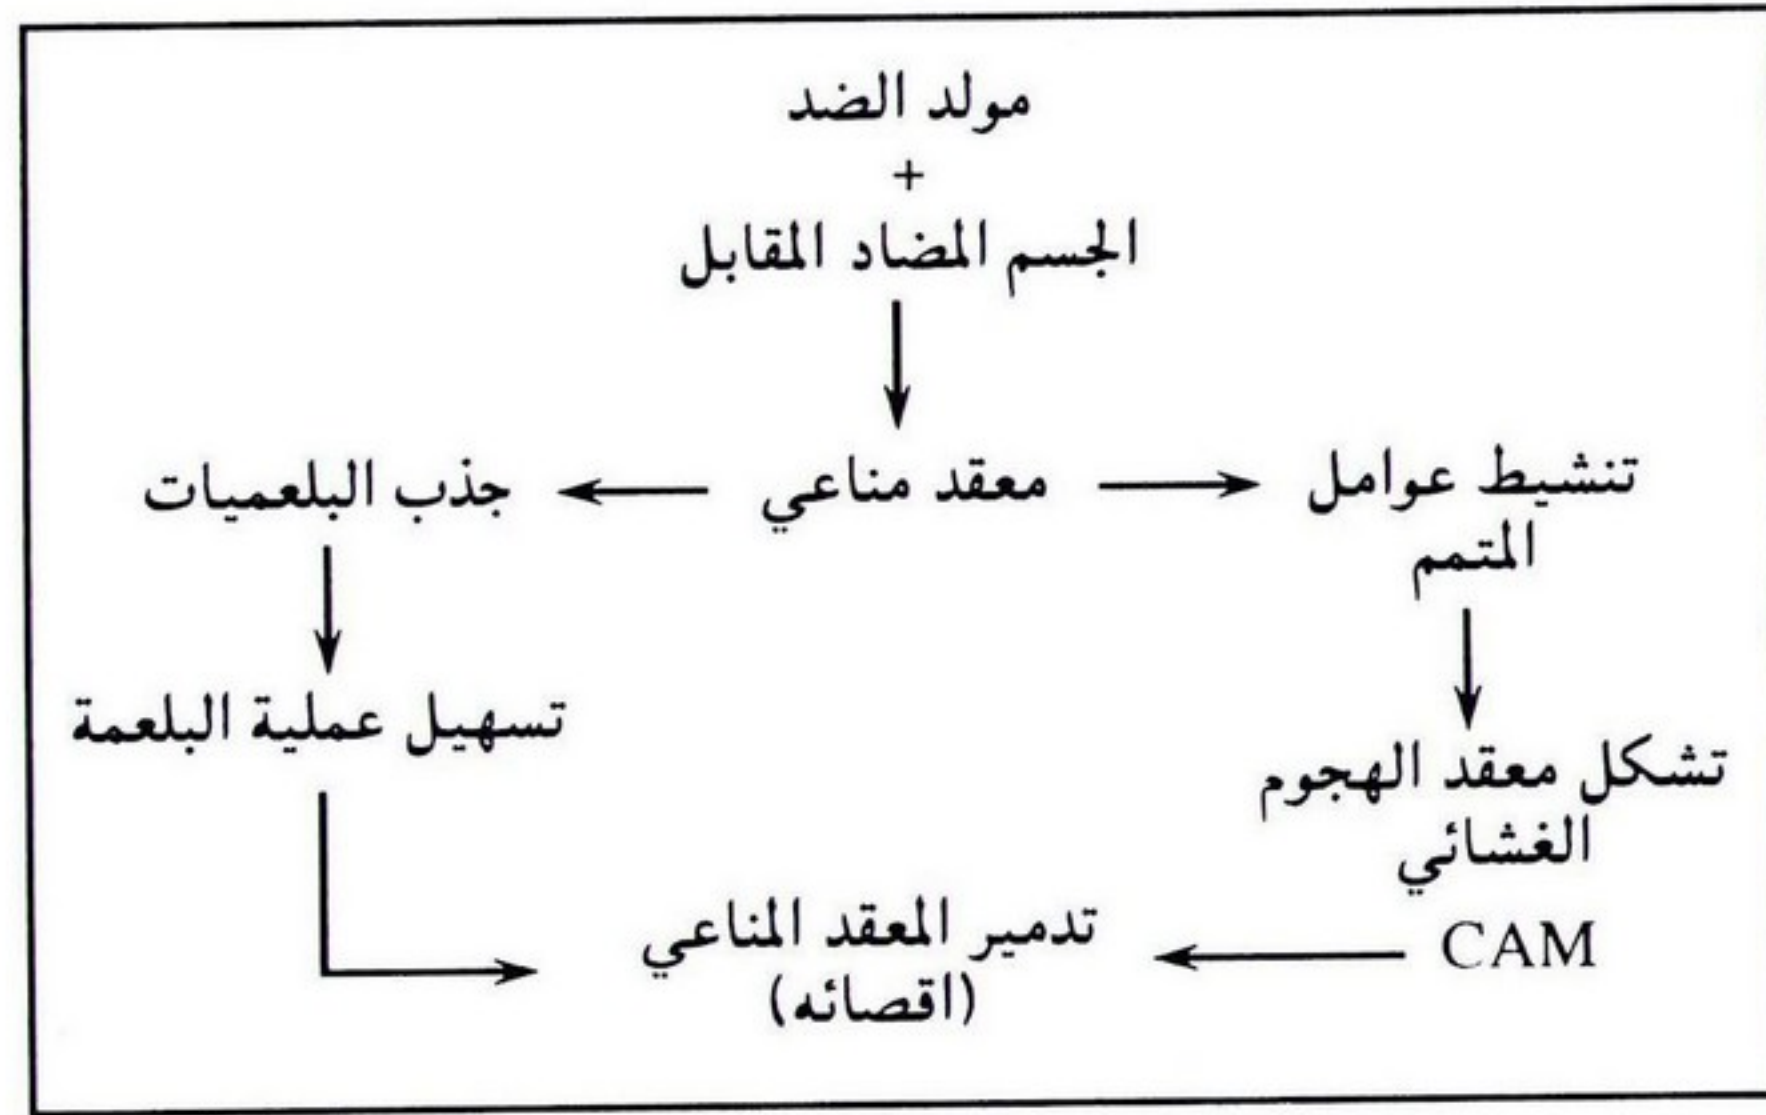 مولد الضد
+
الجسم المضاد المقابل
تنشيط عوامل
المتمم
معقد مناعي
جذب البلعميات
تشكل معقد الهجوم
الغشائي
CAM
تسهيل عملية البلعمة
تدمير المعقد المناعي
(اقصائه)